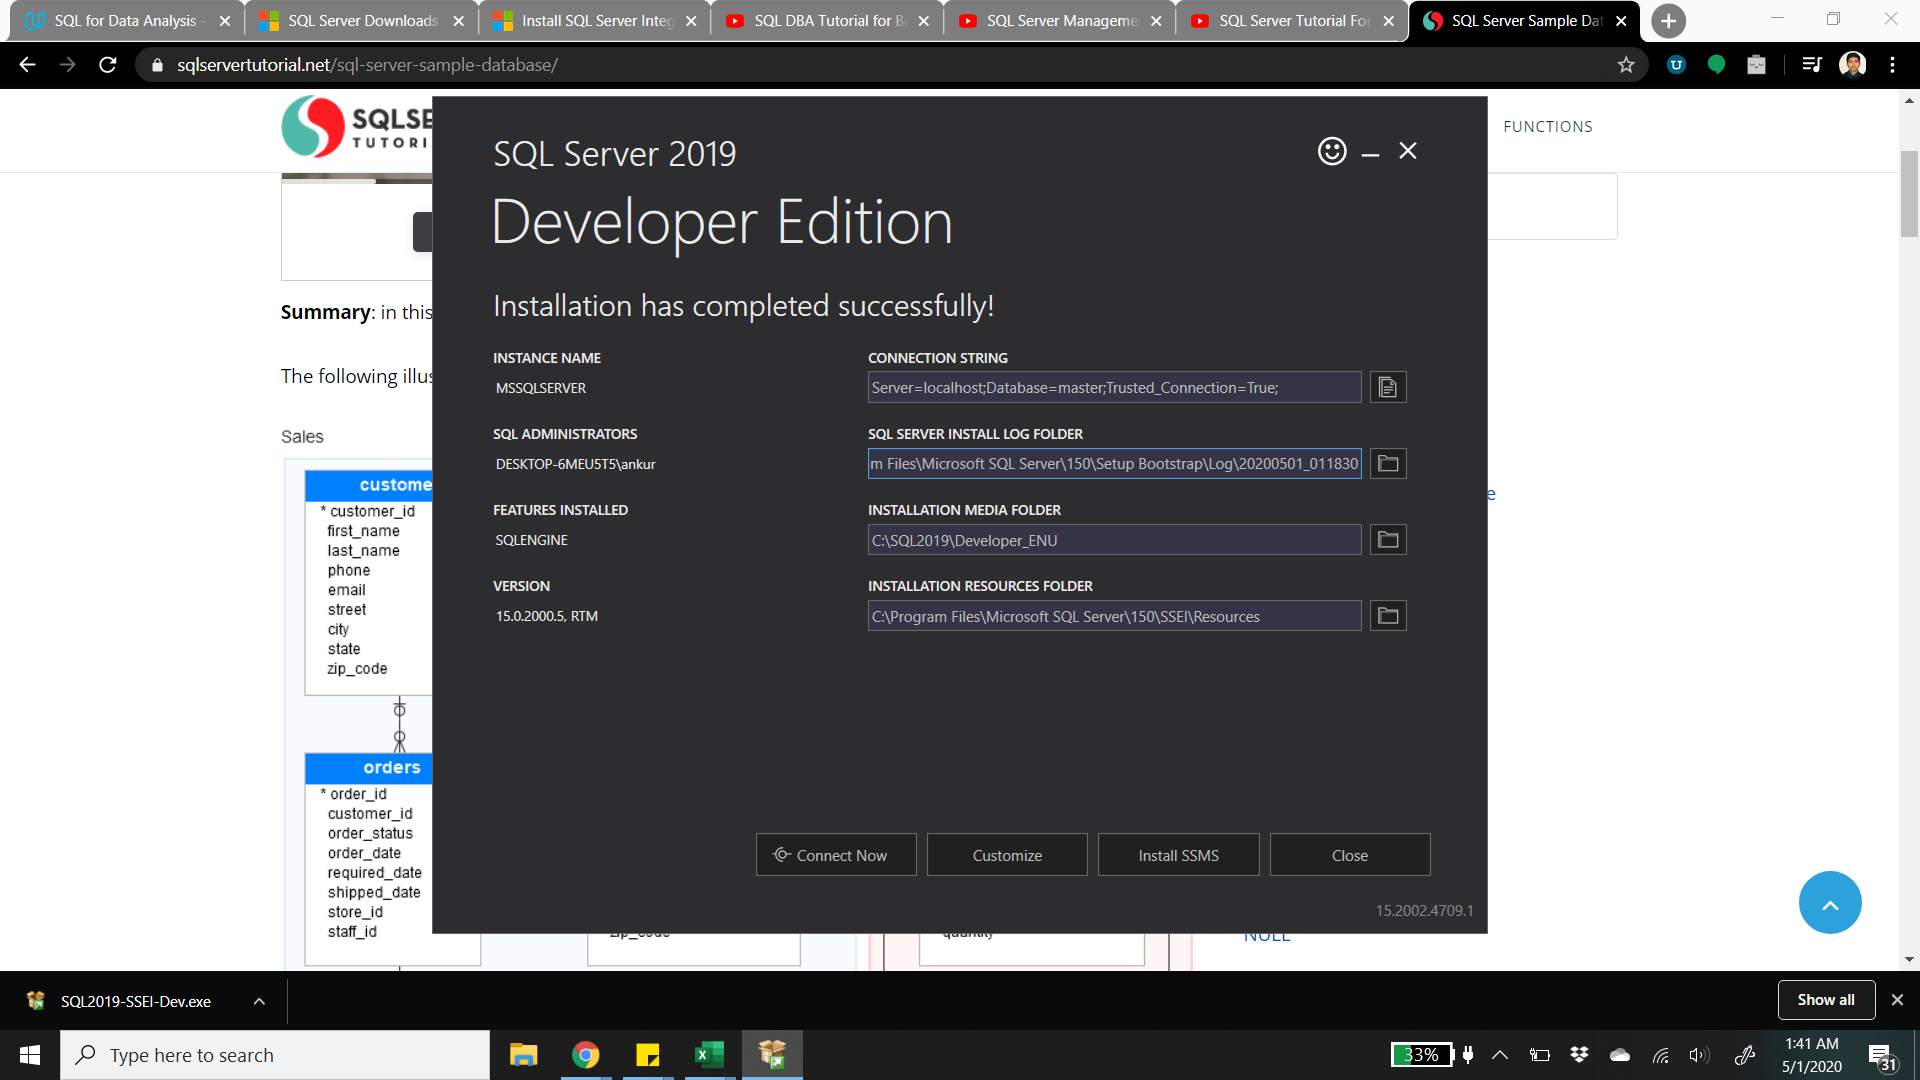 SQL for Data Analysis -
SQL Server Downloads
Install SQL Server Integ
SQL DBA Tutorial for B
SQL Server Manageme
SQL Server Tutorial For
SQL Server Sample Dat
sqlservertutorial.net/sql-server-sample-database/
SQLSE
TUTORI
FUNCTIONS
SQL Server 2019
Developer Edition
Installation has completed successfully!
Summary: in this
The following illus
INSTANCE NAME
MSSQLSERVER
CONNECTION STRING
Server=localhost;Database=master;Trusted_Connection=True;
SQL ADMINISTRATORS
DESKTOP-6MEU5T5\ankur
SQL SERVER INSTALL LOG FOLDER
m Files\Microsoft SQL Server\150\Setup Bootstrap\Log\20200501_011830
FEATURES INSTALLED
SQLENGINE
INSTALLATION MEDIA FOLDER
C:\SQL2019\Developer_ENU
VERSION
15.0.2000.5, RTM
INSTALLATION RESOURCES FOLDER
C:\Program Files\Microsoft SQL Server\150\SSEI\Resources
Connect Now
Customize
Install SSMS
Close
15.2002.4709.1
e
Sales
custome
* customer_id
first_name
last_name
phone
email
street
city
state
zip_code
orders
* order_id
customer_id
order_status
order_date
required_date
shipped_date
store_id
staff_id
zip_code
quantity
NULL
SQL2019-SSEI-Dev.exe
Show all
Type here to search
33%
1:41 AM
5/1/2020
31